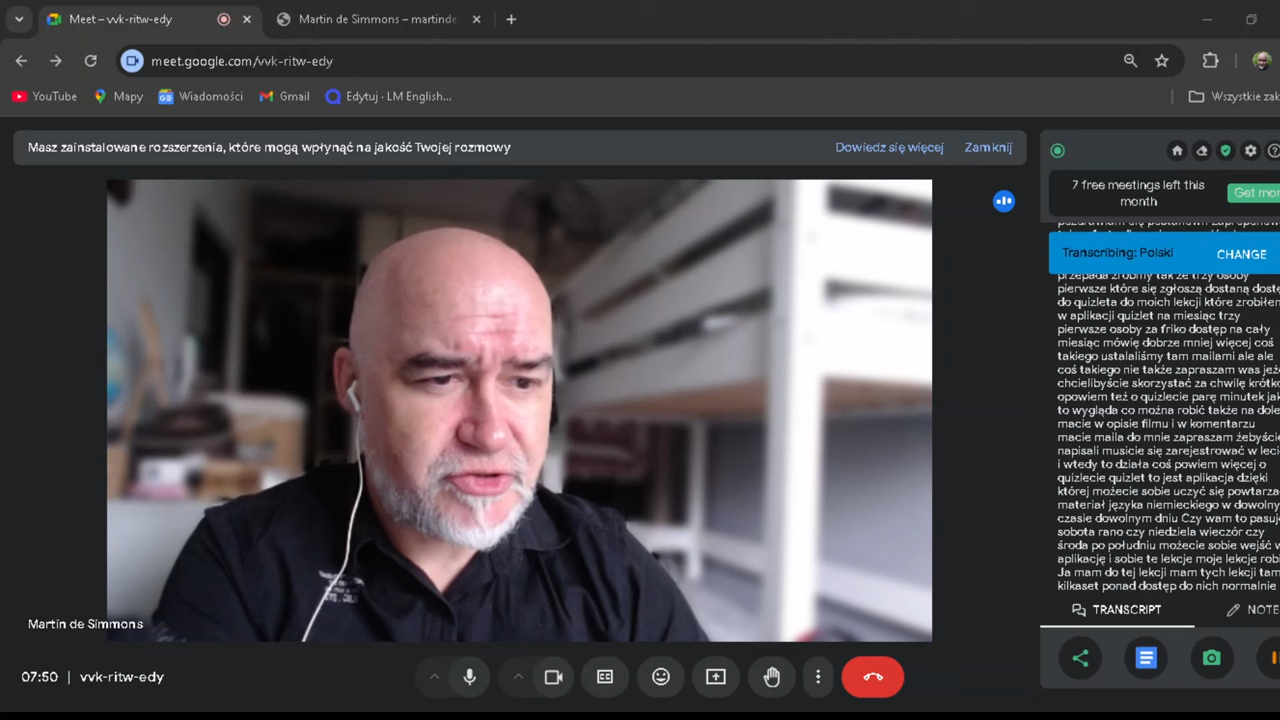 Meet – vvk-ritw-edy
Martin de Simmons – martinde
meet.google.com/vvk-ritw-edy
YouTube
Mapy
Wiadomości
Gmail
Edytuj · LM English...
Wszystkie zak
Masz zainstalowane rozszerzenia, które mogą wpłynąć na jakość Twojej rozmowy
Dowiedz się więcej
Zamknij
7 free meetings left this
month
Get mor
Transcribing: Polski
CHANGE
przepada zróbmy tak że trzy osoby
pierwsze które się zgłoszą dostaną dostę
do quizleta do moich lekcji które zrobiłem
w aplikacji quizlet na miesiąc trzy
pierwsze osoby za friko dostęp na cały
miesiąc mówię dobrze mniej więcej coś
takiego ustalaliśmy tam mailami ale ale
coś takiego nie także zapraszam was jeże
chcielibyście skorzystać za chwilę krótko
opowiem też o quizlecie parę minutek jak
to wygląda co można robić także na dole
macie w opisie filmu i w komentarzu
macie maila do mnie zapraszam żebyście
napisali musicie się zarejestrować w lecie
i wtedy to działa coś powiem więcej o
quizlecie quizlet to jest aplikacja dzięki
której możecie sobie uczyć się powtarza
materiał języka niemieckiego w dowolny
czasie dowolnym dniu Czy wam to pasuj
sobota rano czy niedziela wieczór czy
środa po południu możecie sobie wejść w
aplikację i sobie te lekcje moje lekcje robi
Ja mam do tej lekcji mam tych lekcji tam
kilkaset ponad dostęp do nich normalnie
TRANSCRIPT
NOTE
Martin de Simmons
07:50 | vvk-ritw-edy